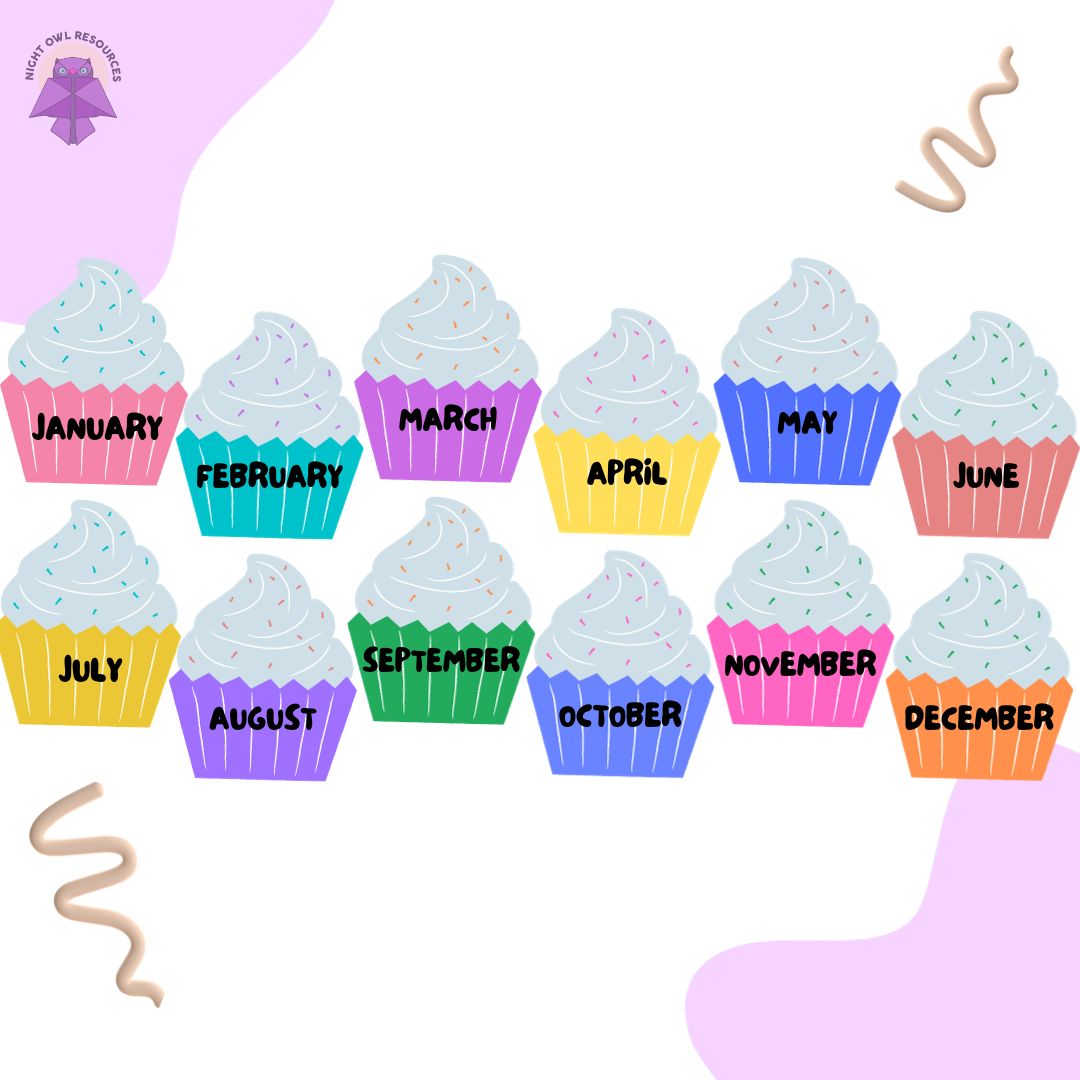 NIGHT OWL RESOURCES
JANUARY
FEBRUARY
MARCH
APRiL
MAY
JUNE
JULY
AUGUST
SEPTEMBER
OCTOBER
NOVEMBER
DECEMBER